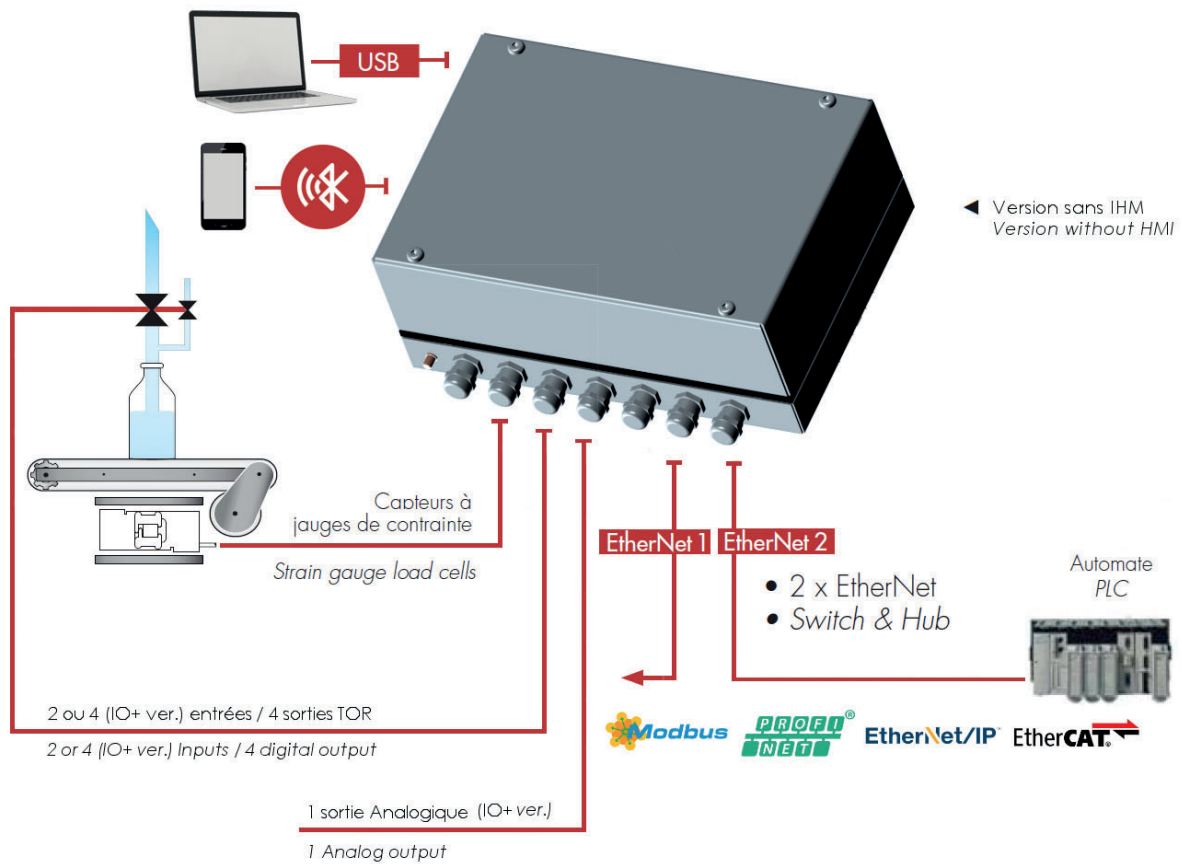 USB
Version sans IHM
Version without HMI
Capteurs à
jauges de contrainte
Strain gauge load cells
EtherNet 1
EtherNet 2
• 2 x EtherNet
• Switch & Hub
Automate
PLC
2 ou 4 (IO+ ver.) entrées / 4 sorties TOR
2 or 4 (IO+ ver.) Inputs / 4 digital output
Modbus
PROFI®
NET
EtherNet/IP™
EtherCAT®
1 sortie Analogique (IO+ ver.)
1 Analog output